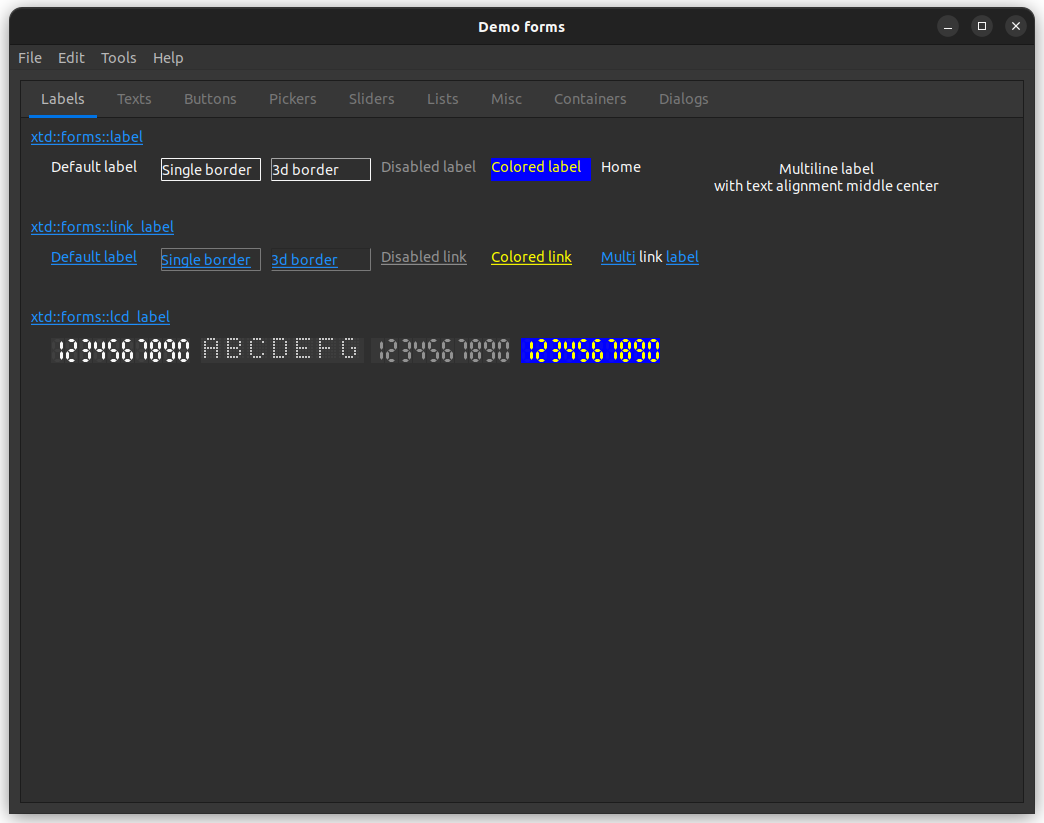 Demo forms
File Edit Tools Help
Labels Texts Buttons Pickers Sliders Lists Misc Containers Dialogs
xtd::forms::label
Default label Single border 3d border Disabled label Colored label Home Multiline label
with text alignment middle center
xtd::forms::link_label
Default label Single border 3d border Disabled link Colored link Multi link label
xtd::forms::lcd_label
1234567890 ABCDEFG 1234567890 1234567890